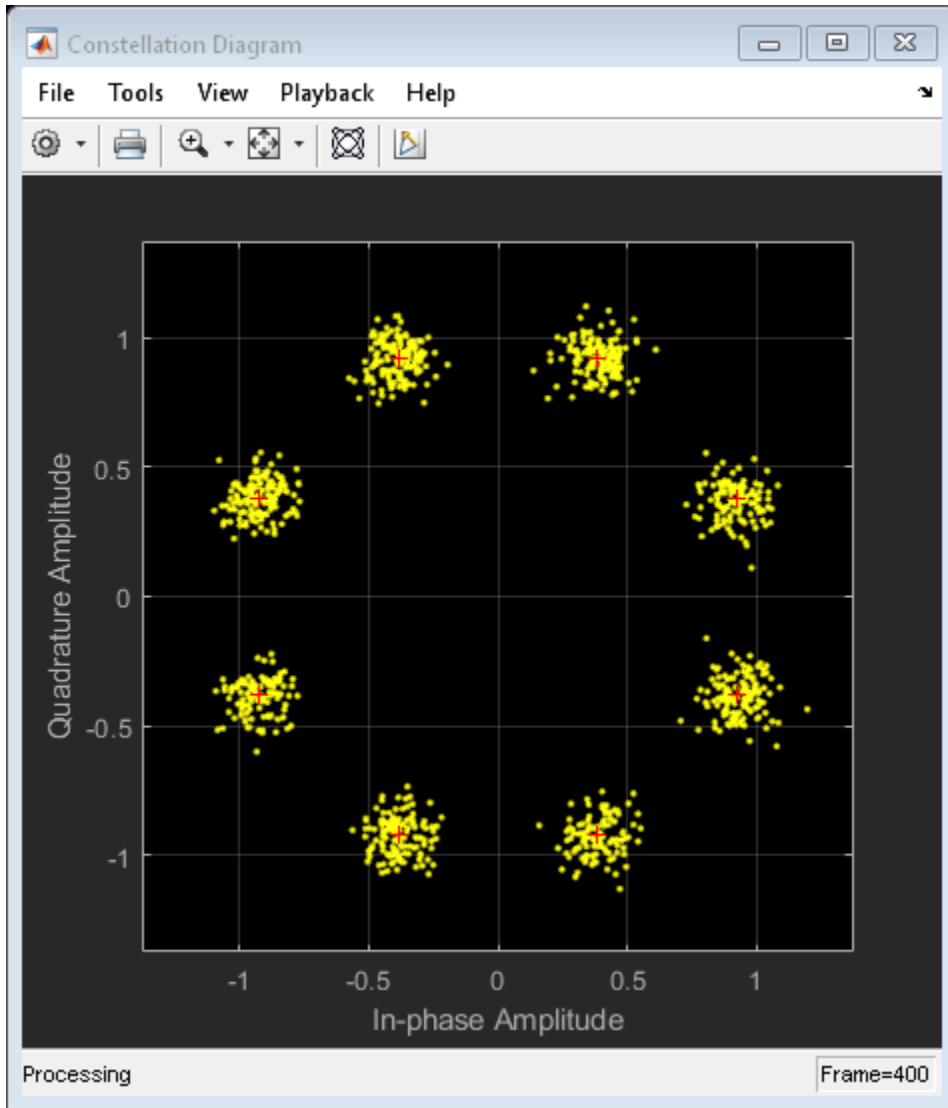 Constellation Diagram
File Tools View Playback Help
1
0.5
0
-0.5
-1
Quadrature Amplitude
-1 -0.5 0 0.5 1
In-phase Amplitude
Processing Frame=400